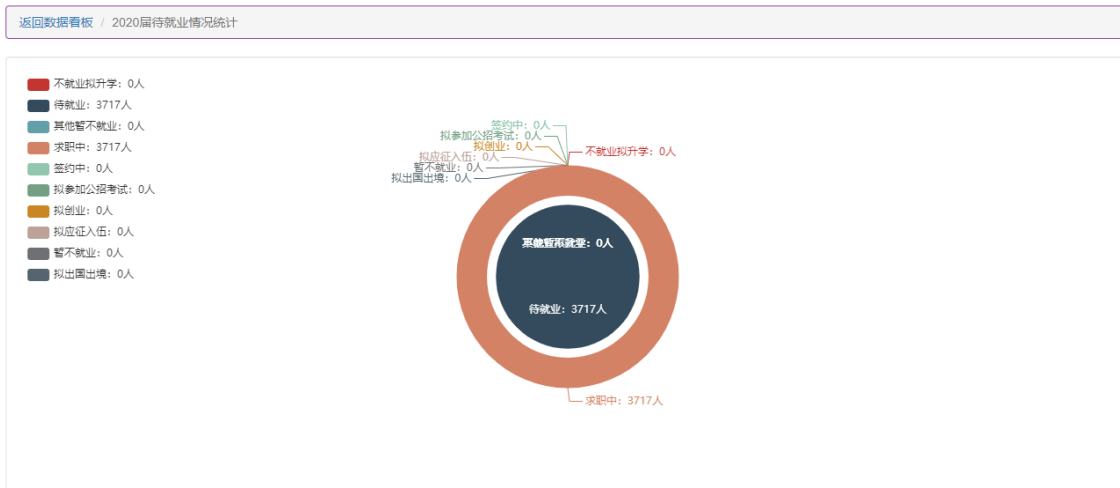 返回数据看板 / 2020届待就业情况统计
不就业拟升学：0人
待就业：3717人
其他暂不就业：0人
求职中：3717人
签约中：0人
拟参加公招考试：0人
拟创业：0人
拟应征入伍：0人
暂不就业：0人
拟出国出境：0人
签约中：0人
拟参加公招考试：0人
拟创业：0人
不就业拟升学：0人
拟应征入伍：0人
暂不就业：0人
拟出国出境：0人
：0人
待就业：3717人
求职中：3717人